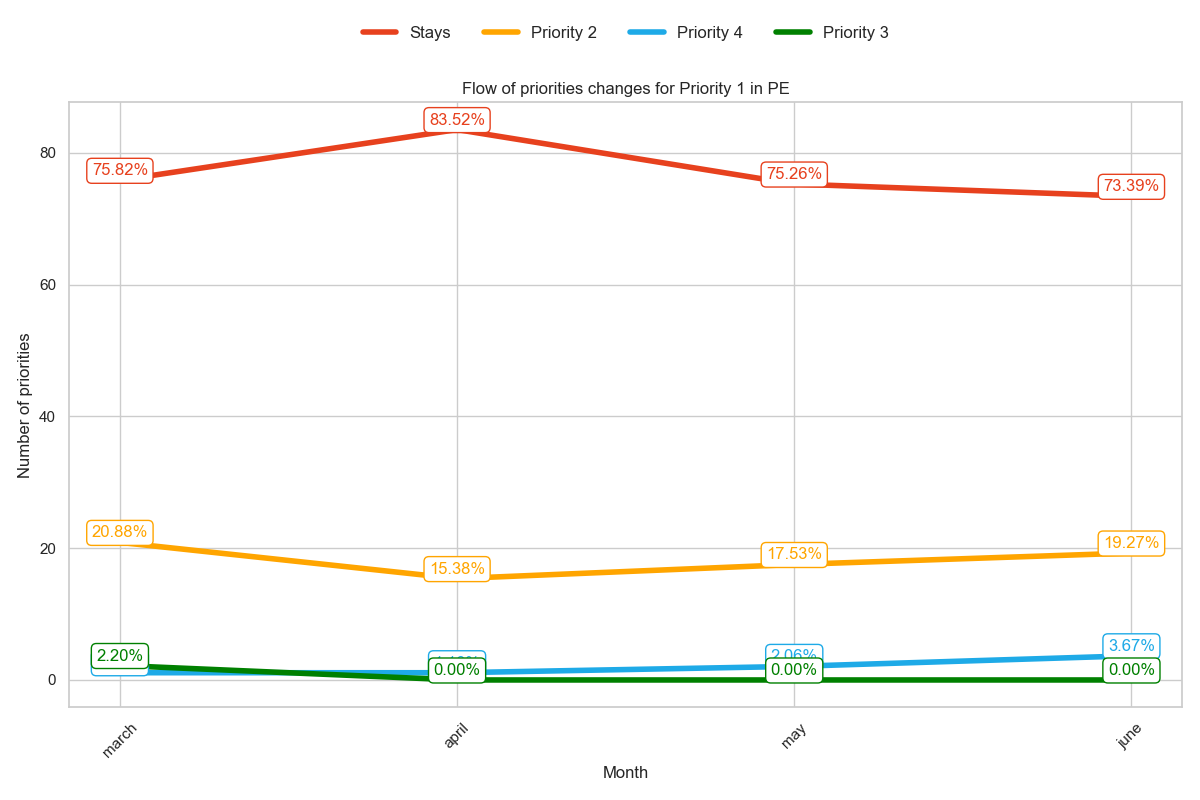 Stays Priority 2 Priority 4 Priority 3
Flow of priorities changes for Priority 1 in PE
83.52%
75.82%
75.26%
73.39%
20.88%
15.38%
17.53%
19.27%
2.20%
2.06%
3.67%
0.00%
0.00%
0.00%
80
60
40
20
0
Number of priorities
march
april
may
june
Month